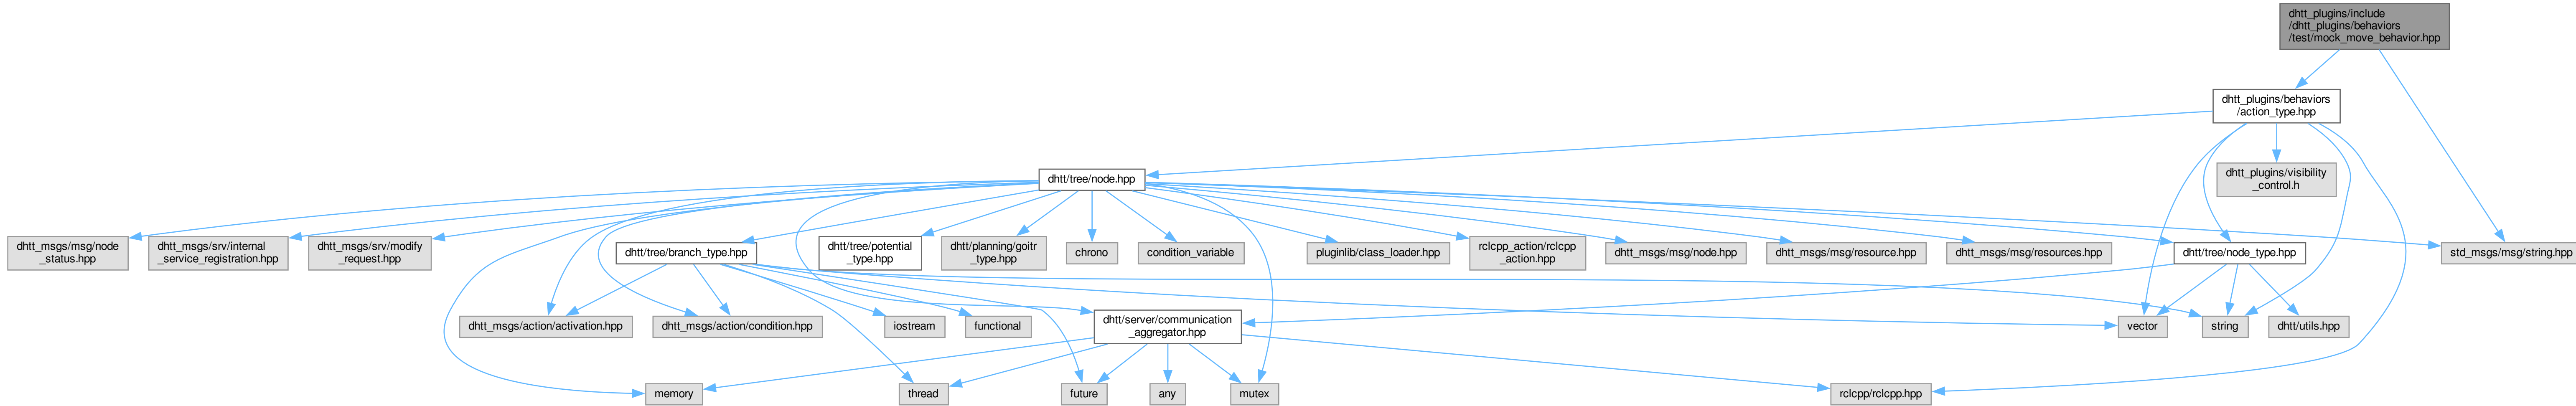 dhtt_plugins/include
/dhtt_plugins/behaviors
/test/mock_move_behavior.hpp
dhtt_plugins/behaviors
/action_type.hpp
dhtt/tree/node.hpp
dhtt_plugins/visibility
_control.h
dhtt_msgs/msg/node
_status.hpp
dhtt_msgs/srv/internal
_service_registration.hpp
dhtt_msgs/srv/modify
_request.hpp
dhtt/tree/branch_type.hpp
dhtt/tree/potential
_type.hpp
dhtt/planning/goitr
_type.hpp
chrono
condition_variable
pluginlib/class_loader.hpp
rclcpp_action/rclcpp
_action.hpp
dhtt_msgs/msg/node.hpp
dhtt_msgs/msg/resource.hpp
dhtt_msgs/msg/resources.hpp
dhtt/tree/node_type.hpp
std_msgs/msg/string.hpp
dhtt_msgs/action/activation.hpp
dhtt_msgs/action/condition.hpp
iostream
functional
dhtt/server/communication
_aggregator.hpp
vector
string
dhtt/utils.hpp
memory
thread
future
any
mutex
rclcpp/rclcpp.hpp